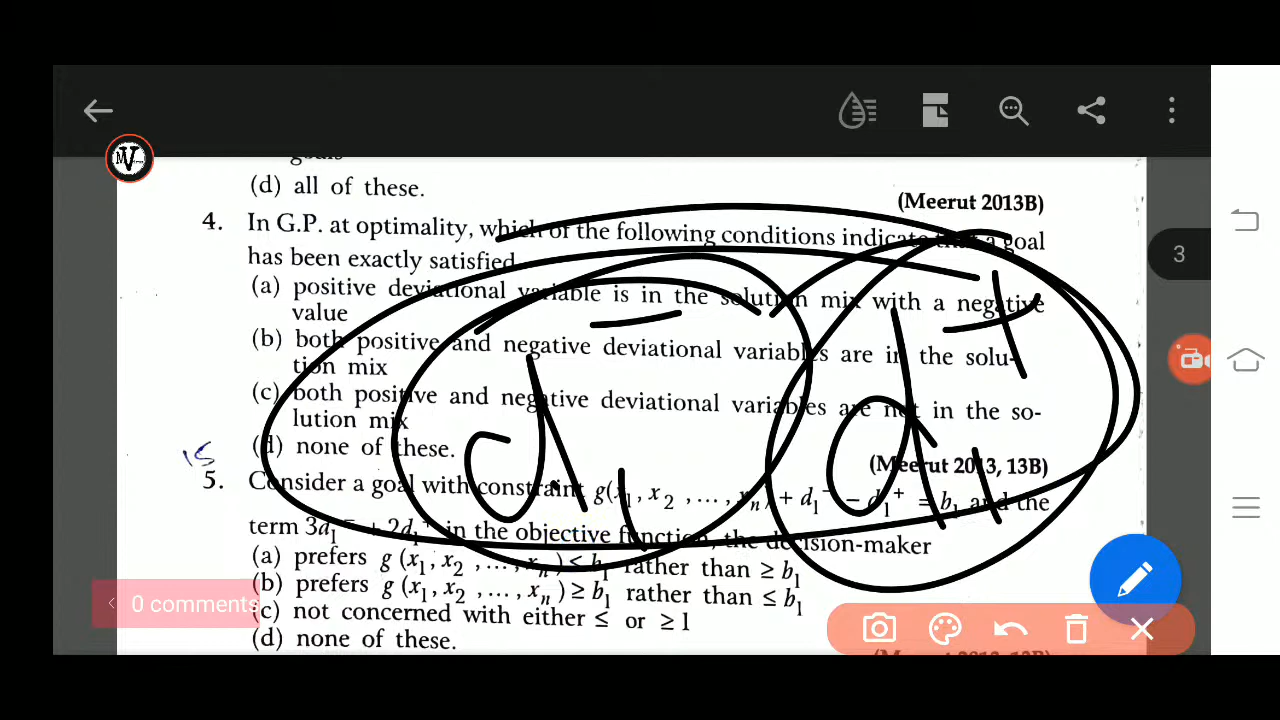 goals
(d) all of these.
(Meerut 2013B)
4. In G.P. at optimality, which of the following conditions indicate that a goal
has been exactly satisfied
(a) positive deviational variable is in the solution mix with a negative
value
(b) both positive and negative deviational variables are in the solu-
tion mix
(c) both positive and negative deviational variables are not in the so-
lution mix
(d) none of these.
(Meerut 2013, 13B)
5. Consider a goal with constraint g(x₁, x₂, ..., xₙ) + d₁⁻ − d₁⁺ = b₁ and the
term 3d₁⁻ + 2d₁⁺ in the objective function, the decision-maker
(a) prefers g (x₁, x₂, ..., xₙ) ≤ b₁ rather than ≥ b₁
(b) prefers g (x₁, x₂, ..., xₙ) ≥ b₁ rather than ≤ b₁
(c) not concerned with either ≤ or ≥ 1
(d) none of these.
d₁⁻
d₁⁺
15
3
0 comments
MV